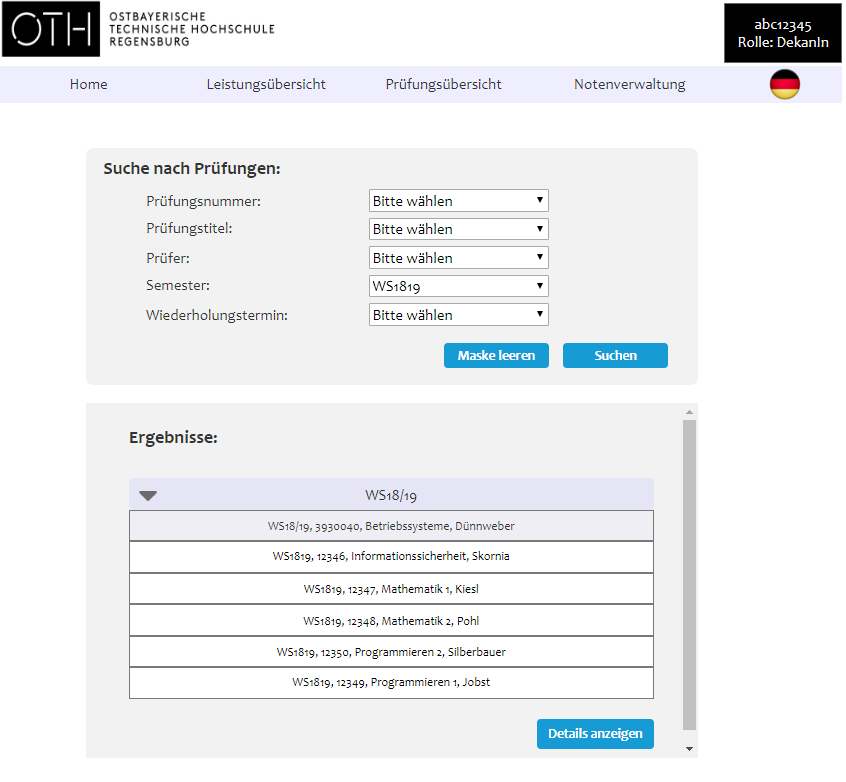 OTH OSTBAYERISCHE
TECHNISCHE HOCHSCHULE
REGENSBURG
abc12345
Rolle: DekanIn
Home Leistungsübersicht Prüfungsübersicht Notenverwaltung
Suche nach Prüfungen:
Prüfungsnummer: Bitte wählen
Prüfungstitel: Bitte wählen
Prüfer: Bitte wählen
Semester: WS1819
Wiederholungstermin: Bitte wählen
Maske leeren Suchen
Ergebnisse:
WS18/19
WS18/19, 3930040, Betriebssysteme, Dünnweber
WS1819, 12346, Informationssicherheit, Skornia
WS1819, 12347, Mathematik 1, Kiesl
WS1819, 12348, Mathematik 2, Pohl
WS1819, 12350, Programmieren 2, Silberbauer
WS1819, 12349, Programmieren 1, Jobst
Details anzeigen